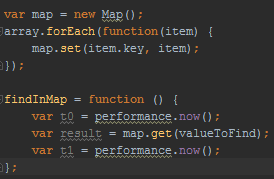 var map = new Map();
array.forEach(function(item) {
    map.set(item.key, item);
});

findInMap = function () {
    var t0 = performance.now();
    var result = map.get(valueToFind);
    var t1 = performance.now();
};